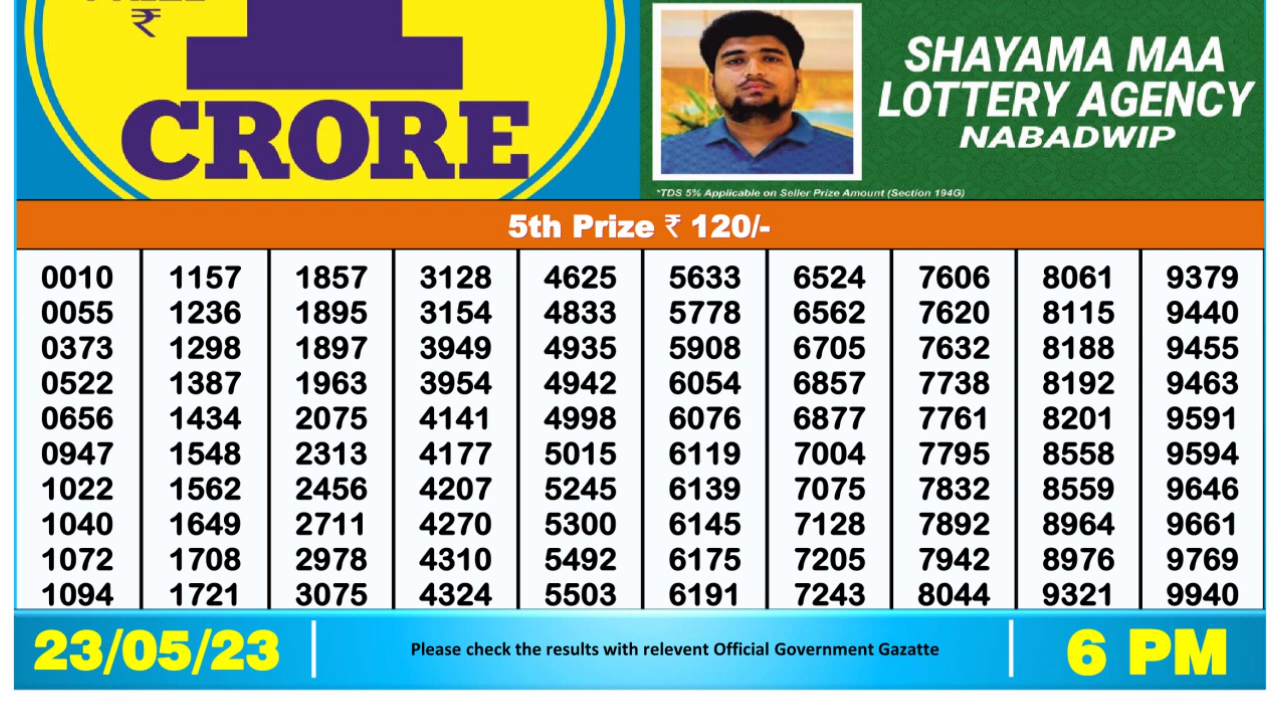 ₹
1
CRORE
SHAYAMA MAA
LOTTERY AGENCY
NABADWIP
*TDS 5% Applicable on Seller Prize Amount (Section 194G)
5th Prize ₹ 120/-
0010 1157 1857 3128 4625 5633 6524 7606 8061 9379
0055 1236 1895 3154 4833 5778 6562 7620 8115 9440
0373 1298 1897 3949 4935 5908 6705 7632 8188 9455
0522 1387 1963 3954 4942 6054 6857 7738 8192 9463
0656 1434 2075 4141 4998 6076 6877 7761 8201 9591
0947 1548 2313 4177 5015 6119 7004 7795 8558 9594
1022 1562 2456 4207 5245 6139 7075 7832 8559 9646
1040 1649 2711 4270 5300 6145 7128 7892 8964 9661
1072 1708 2978 4310 5492 6175 7205 7942 8976 9769
1094 1721 3075 4324 5503 6191 7243 8044 9321 9940
23/05/23 Please check the results with relevent Official Government Gazatte 6 PM